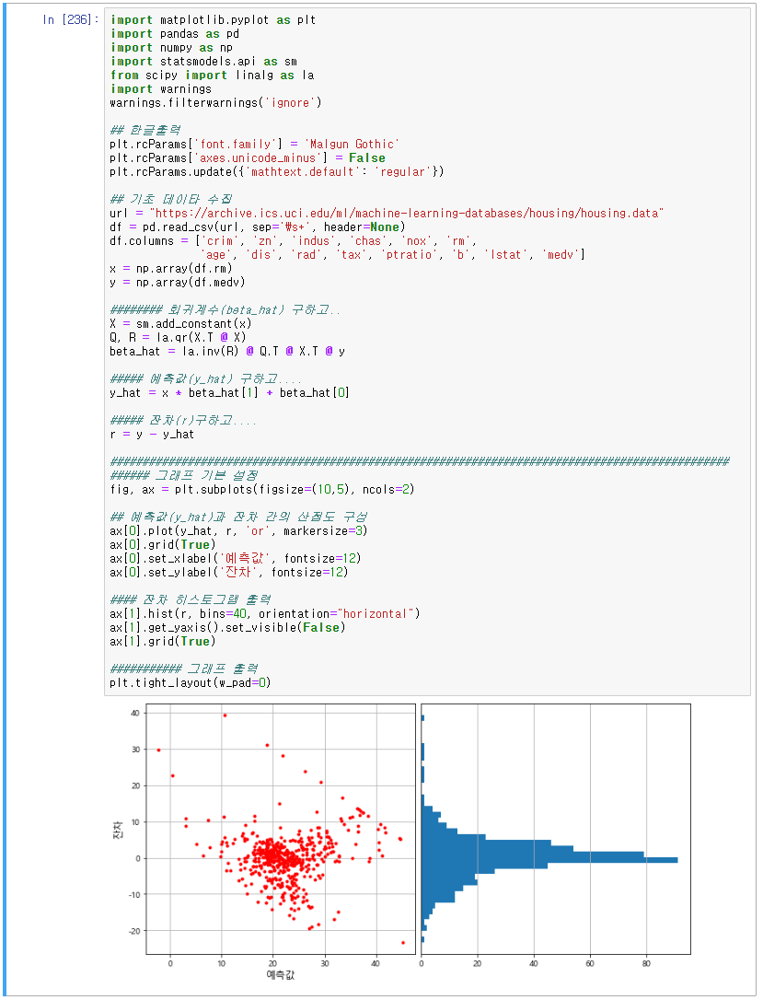 In [236]:
import matplotlib.pyplot as plt
import pandas as pd
import numpy as np
import statsmodels.api as sm
from scipy import linalg as la
import warnings
warnings.filterwarnings('ignore')
## 한글출력
plt.rcParams['font.family'] = 'Malgun Gothic'
plt.rcParams['axes.unicode_minus'] = False
plt.rcParams.update({'mathtext.default': 'regular'})
## 기초 데이타 수집
url = "https://archive.ics.uci.edu/ml/machine-learning-databases/housing/housing.data"
df = pd.read_csv(url, sep='₩s+', header=None)
df.columns = ['crim', 'zn', 'indus', 'chas', 'nox', 'rm',
'age', 'dis', 'rad', 'tax', 'ptratio', 'b', 'lstat', 'medv']
x = np.array(df.rm)
y = np.array(df.medv)
######## 회귀계수(beta_hat) 구하고..
X = sm.add_constant(x)
Q, R = la.qr(X.T @ X)
beta_hat = la.inv(R) @ Q.T @ X.T @ y
##### 예측값(y_hat) 구하고....
y_hat = x * beta_hat[1] + beta_hat[0]
##### 잔차(r)구하고....
r = y - y_hat
################################################################################################
###### 그래프 기본 설정
fig, ax = plt.subplots(figsize=(10,5), ncols=2)
## 예측값(y_hat)과 잔차 간의 산점도 구성
ax[0].plot(y_hat, r, 'or', markersize=3)
ax[0].grid(True)
ax[0].set_xlabel('예측값', fontsize=12)
ax[0].set_ylabel('잔차', fontsize=12)
#### 잔차 히스토그램 출력
ax[1].hist(r, bins=40, orientation="horizontal")
ax[1].get_yaxis().set_visible(False)
ax[1].grid(True)
########### 그래프 출력
plt.tight_layout(w_pad=0)
40
30
20
10
0
-10
-20
잔차
0 10 20 30 40
예측값
0 20 40 60 80